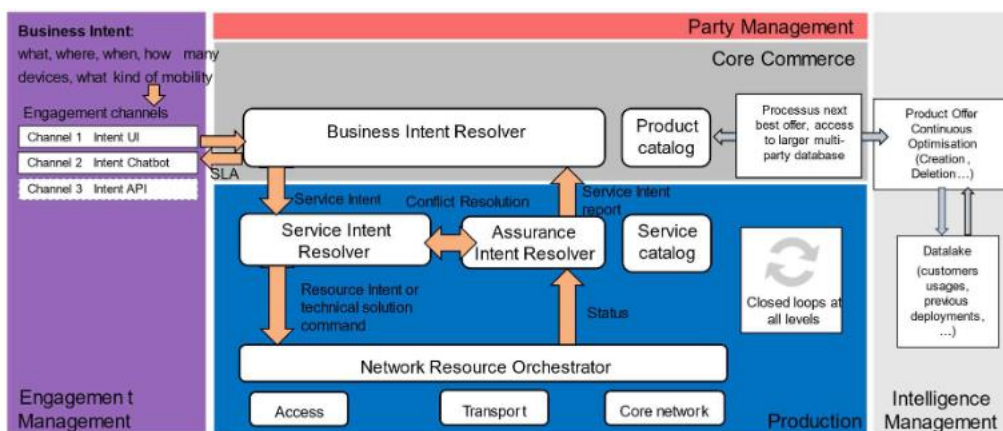 Business Intent:
what, where, when, how many
devices, what kind of mobility
Engagement channels
Channel 1 Intent UI
Channel 2 Intent Chatbot
Channel 3 Intent API
Engagemen t
Management
Party Management
Core Commerce
Business Intent Resolver
Product
catalog
Processus next
best offer, access
to larger multi-
party database
SLA
Service Intent
Conflict Resolution
Service Intent
report
Service Intent
Resolver
Assurance
Intent Resolver
Service
catalog
Resource Intent or
technical solution
command
Status
Closed loops at
all levels
Network Resource Orchestrator
Access
Transport
Core network
Production
Product Offer
Continuous
Optimisation
(Creation,
Deletion...)
Datalake
(customers
usages,
previous
deployments,
...)
Intelligence
Management